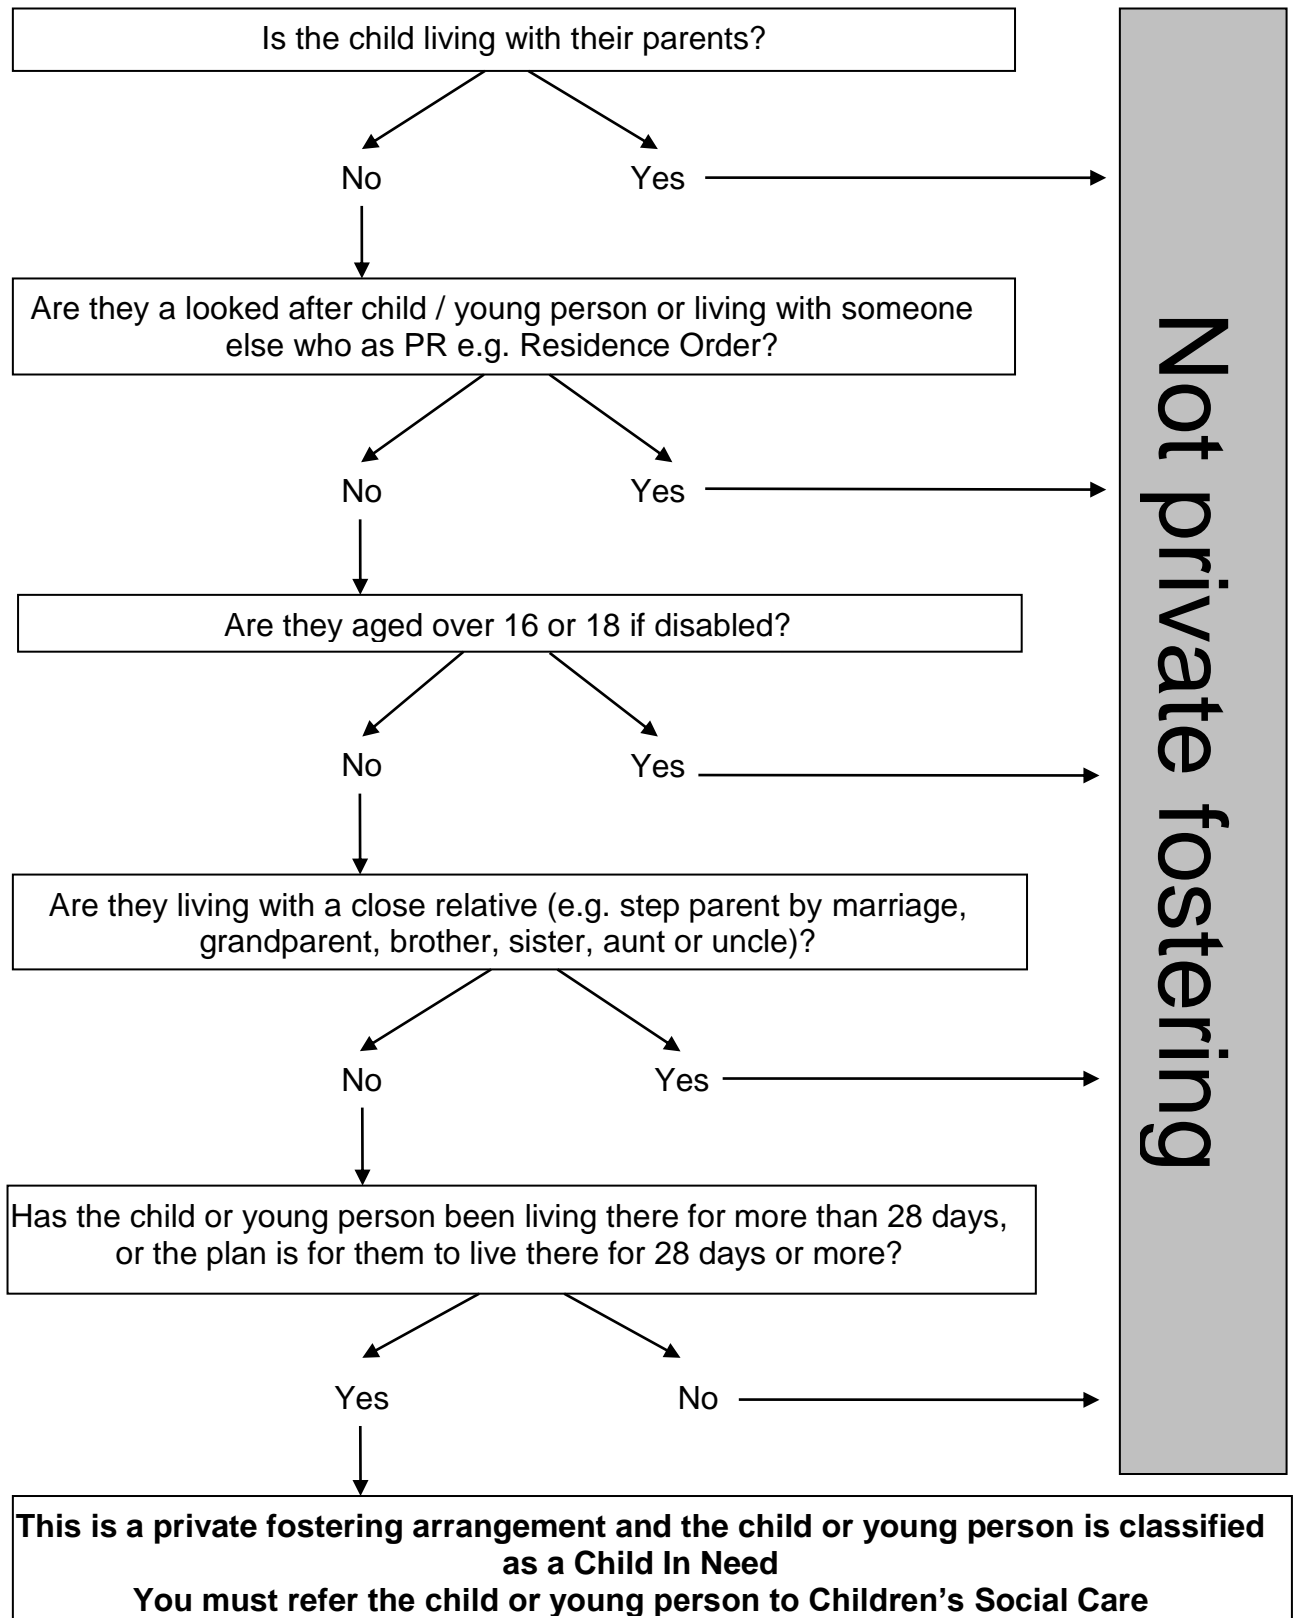 Is the child living with their parents?
No
Yes
Are they a looked after child / young person or living with someone
else who as PR e.g. Residence Order?
No
Yes
Are they aged over 16 or 18 if disabled?
No
Yes
Are they living with a close relative (e.g. step parent by marriage,
grandparent, brother, sister, aunt or uncle)?
No
Yes
Has the child or young person been living there for more than 28 days,
or the plan is for them to live there for 28 days or more?
Yes
No
Not private fostering
This is a private fostering arrangement and the child or young person is classified
as a Child In Need
You must refer the child or young person to Children’s Social Care